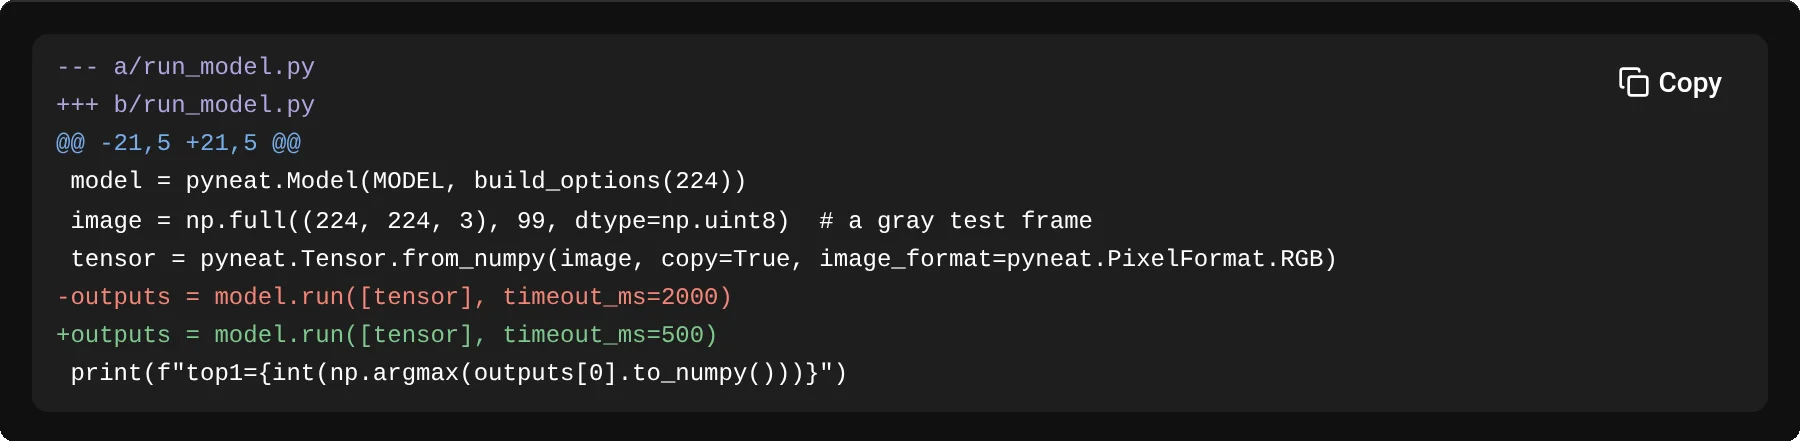 --- a/run_model.py
Copy
+++ b/run_model.py
@@ -21,5 +21,5 @@
 model = pyneat.Model(MODEL, build_options(224))
 image = np.full((224, 224, 3), 99, dtype=np.uint8)  # a gray test frame
 tensor = pyneat.Tensor.from_numpy(image, copy=True, image_format=pyneat.PixelFormat.RGB)
-outputs = model.run([tensor], timeout_ms=2000)
+outputs = model.run([tensor], timeout_ms=500)
 print(f"top1={int(np.argmax(outputs[0].to_numpy()))}")